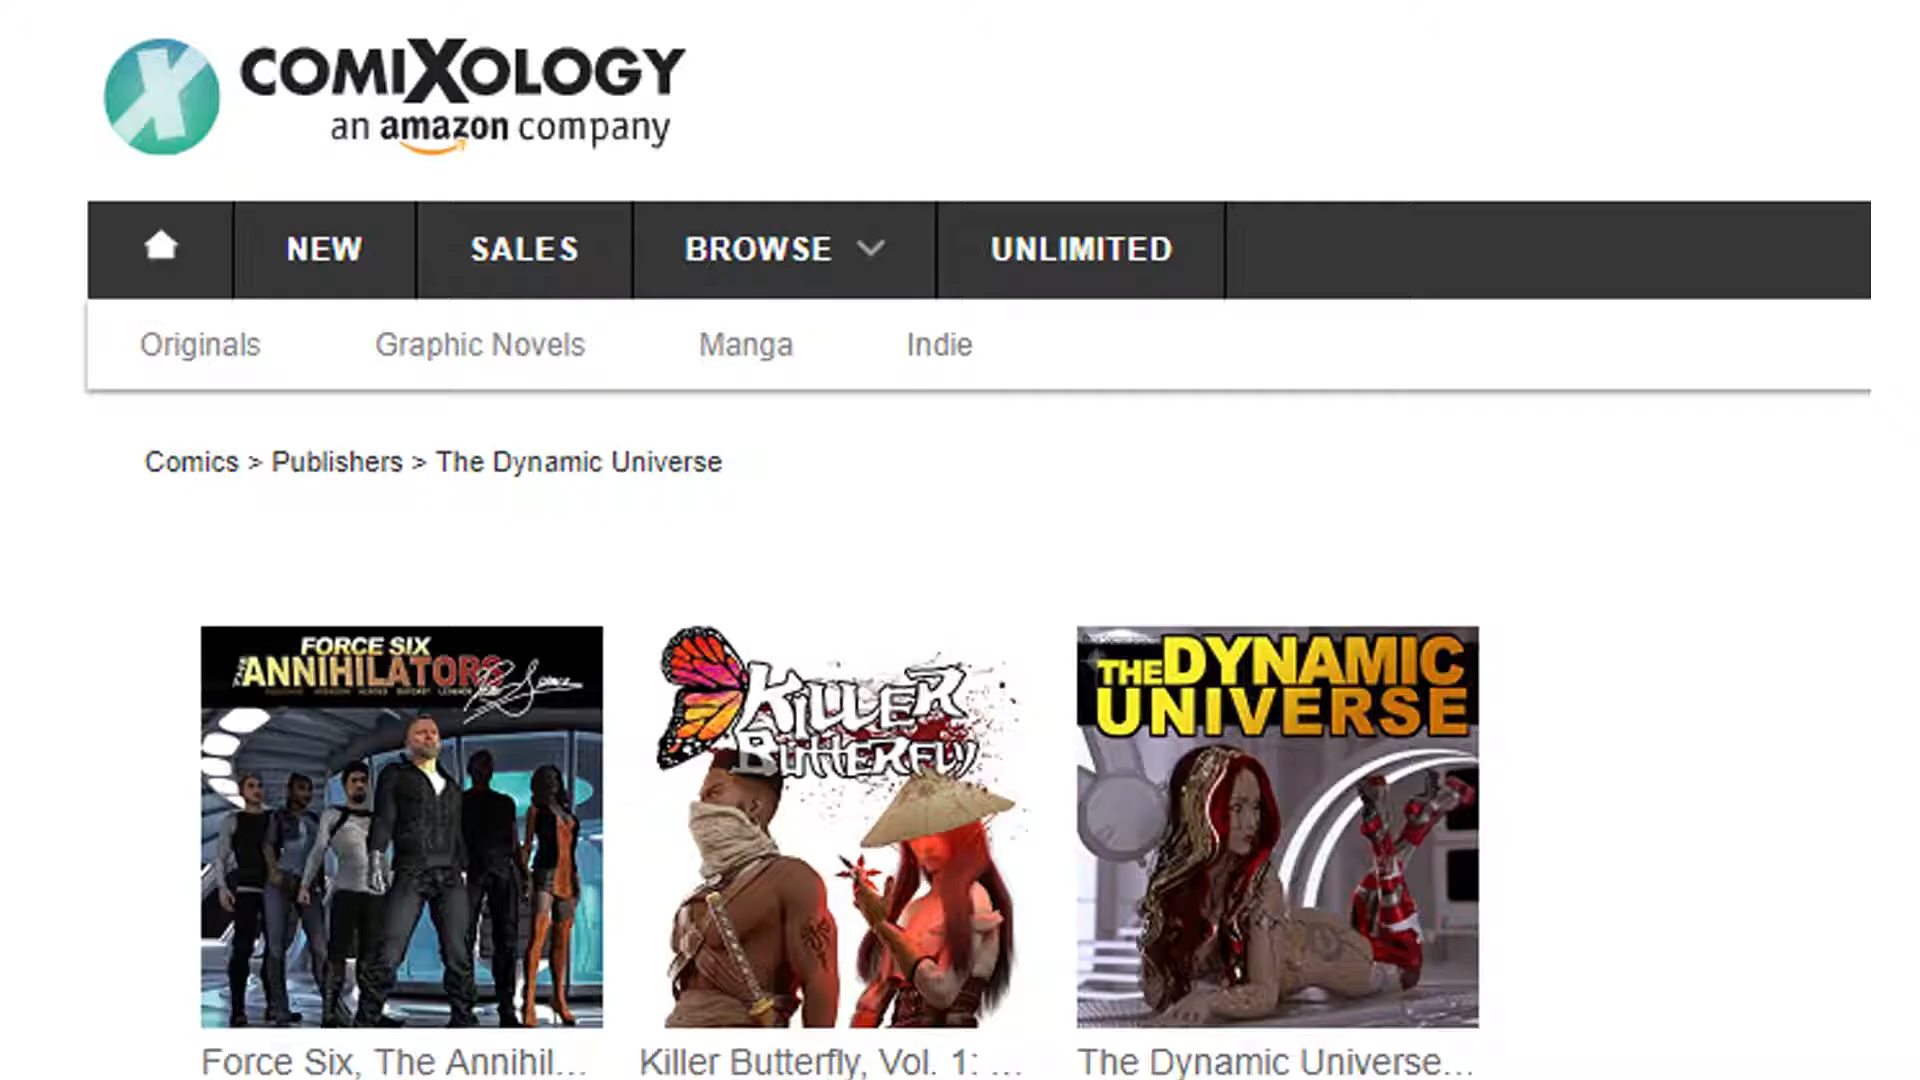 X COMIXOLOGY
an amazon company
NEW SALES BROWSE UNLIMITED
Originals Graphic Novels Manga Indie
Comics > Publishers > The Dynamic Universe
FORCE SIX
THE ANNIHILATORS
KILLER
BUTTERFLY
THE DYNAMIC
UNIVERSE
Force Six, The Annihil... Killer Butterfly, Vol. 1: ... The Dynamic Universe...